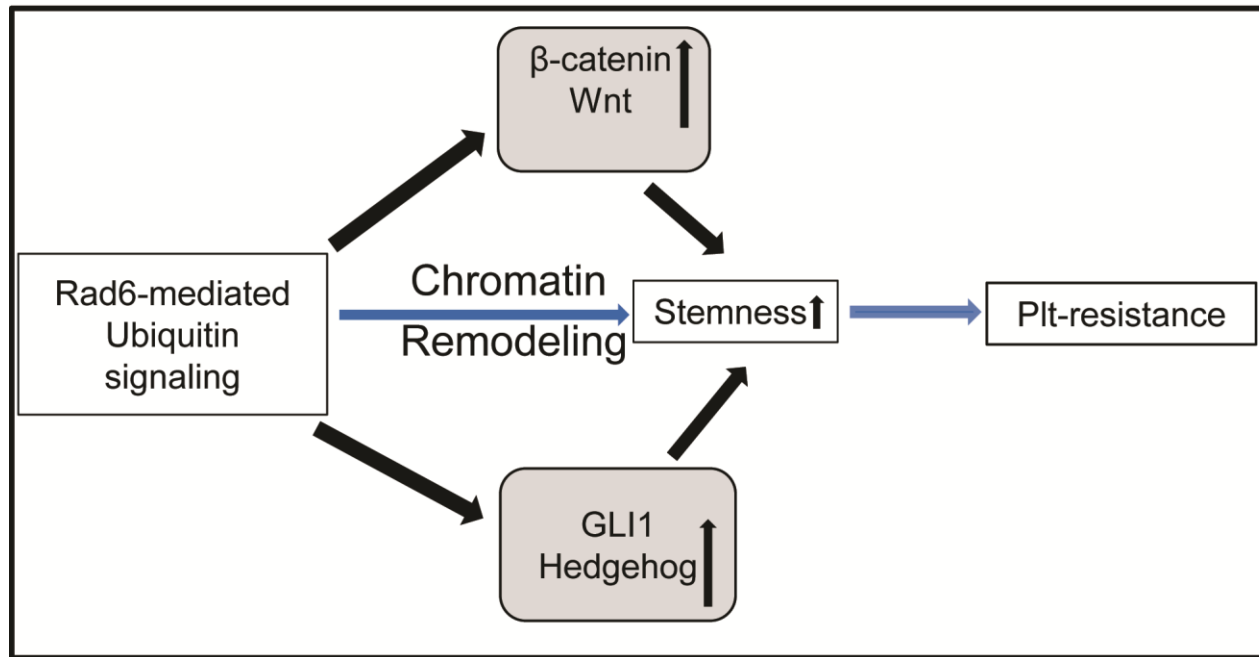 β-catenin
Wnt
Rad6-mediated
Ubiquitin
signaling
Chromatin
Remodeling
Stemness
Plt-resistance
GLI1
Hedgehog